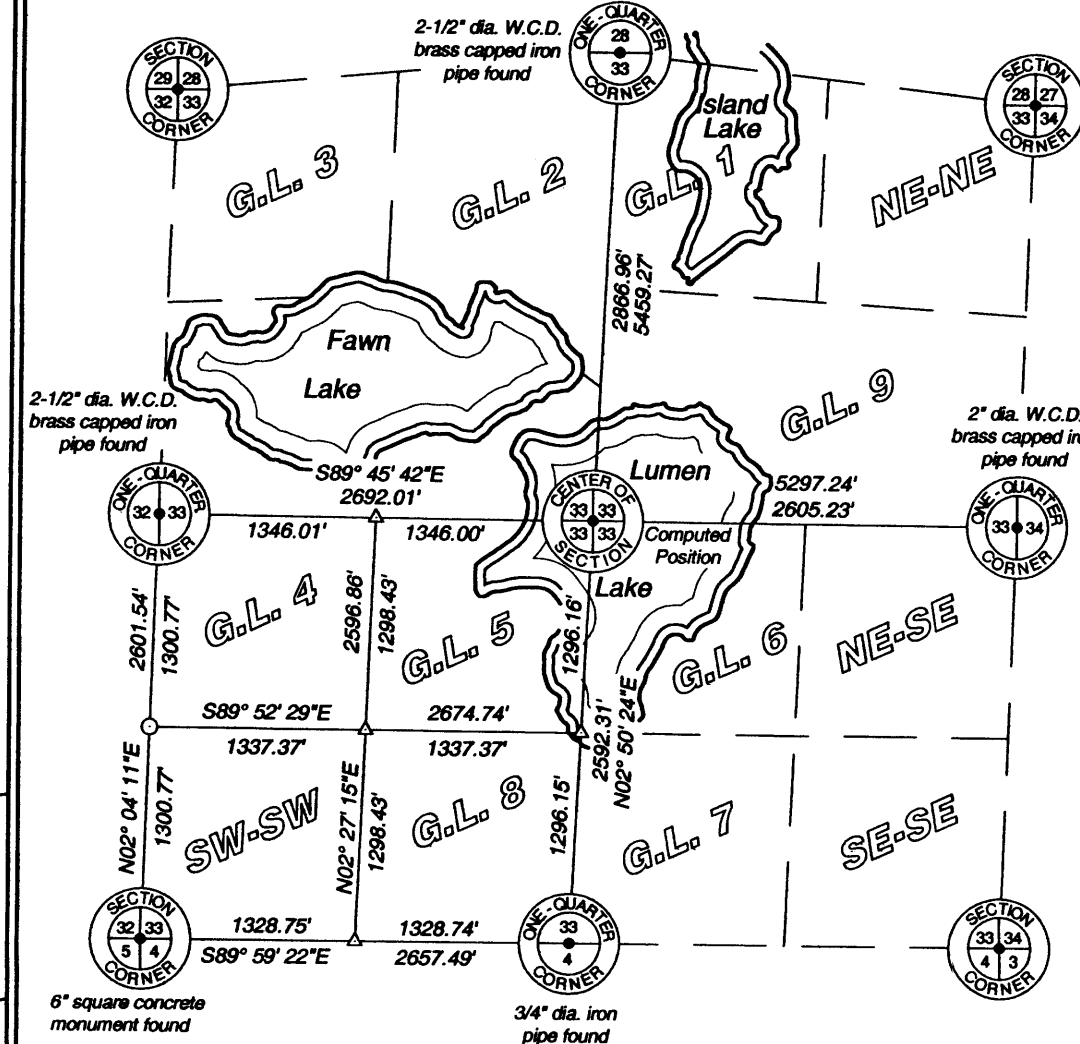 2-1/2" dia. W.C.D.
brass capped iron
pipe found
SECTION
29 28
32 33
CORNER
ONE-QUARTER
28
33
CORNER
SECTION
28 27
33 34
CORNER
Island
Lake
G.L. 3
G.L. 2
G.L. 1
NE-NE
2866.96'
5459.27'
Fawn
Lake
G.L. 9
2-1/2" dia. W.C.D.
brass capped iron
pipe found
2" dia. W.C.D.
brass capped iro
pipe found
S89° 45' 42"E
2692.01'
Lumen
5297.24'
2605.23'
ONE-QUARTER
32 33
CORNER
1346.01'
1346.00'
CENTER OF
33 33
33 33
SECTION
Computed
Position
ONE-QUARTER
33 34
CORNER
Lake
2601.54'
1300.77'
G.L. 4
2596.86'
1298.43'
G.L. 5
1296.16'
G.L. 6
NE-SE
S89° 52' 29"E
2674.74'
1337.37'
1337.37'
2592.31'
N02° 50' 24"E
N02° 04' 11"E
1300.77'
SW-SW
N02° 27' 15"E
1298.43'
G.L. 8
1296.15'
G.L. 7
SE-SE
SECTION
32 33
5 4
CORNER
1328.75'
1328.74'
S89° 59' 22"E
2657.49'
ONE-QUARTER
33
4
CORNER
SECTION
33 34
4 3
CORNER
6" square concrete
monument found
3/4" dia. iron
pipe found